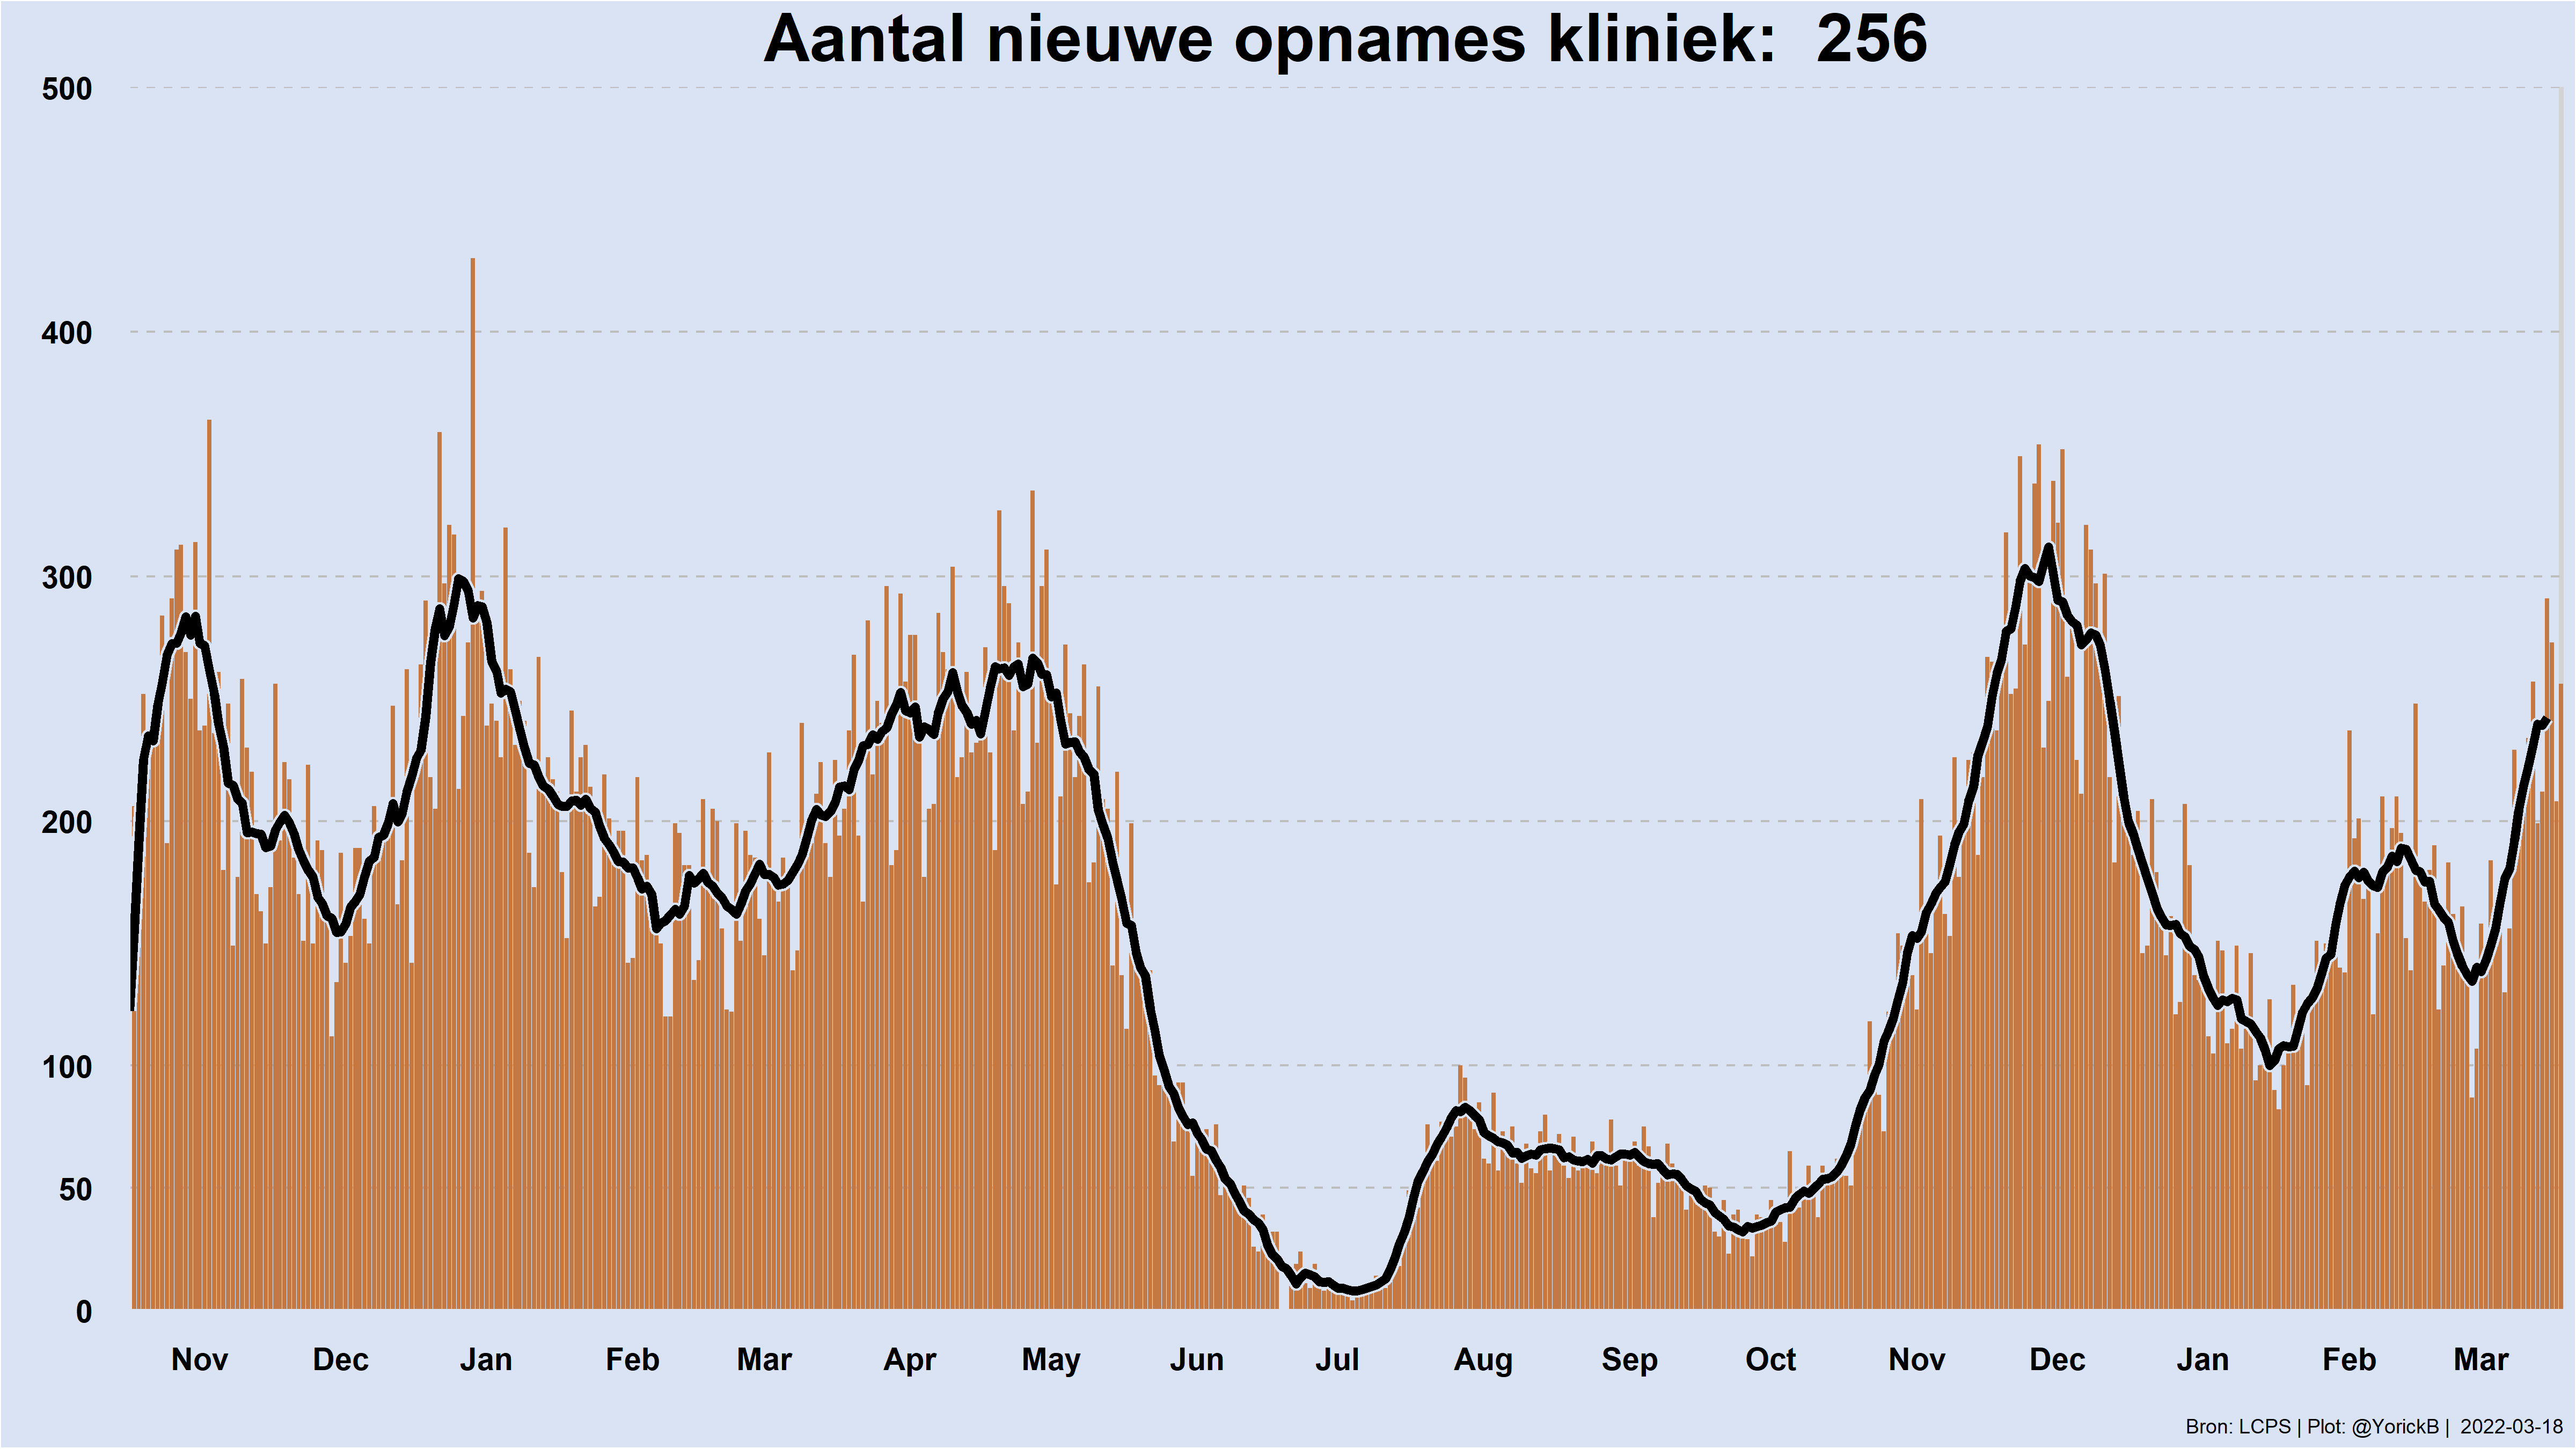 Aantal nieuwe opnames kliniek:  256
500
400
300
200
100
50
0
Nov Dec Jan Feb Mar Apr May Jun Jul Aug Sep Oct Nov Dec Jan Feb Mar
Bron: LCPS | Plot: @YorickB |  2022-03-18